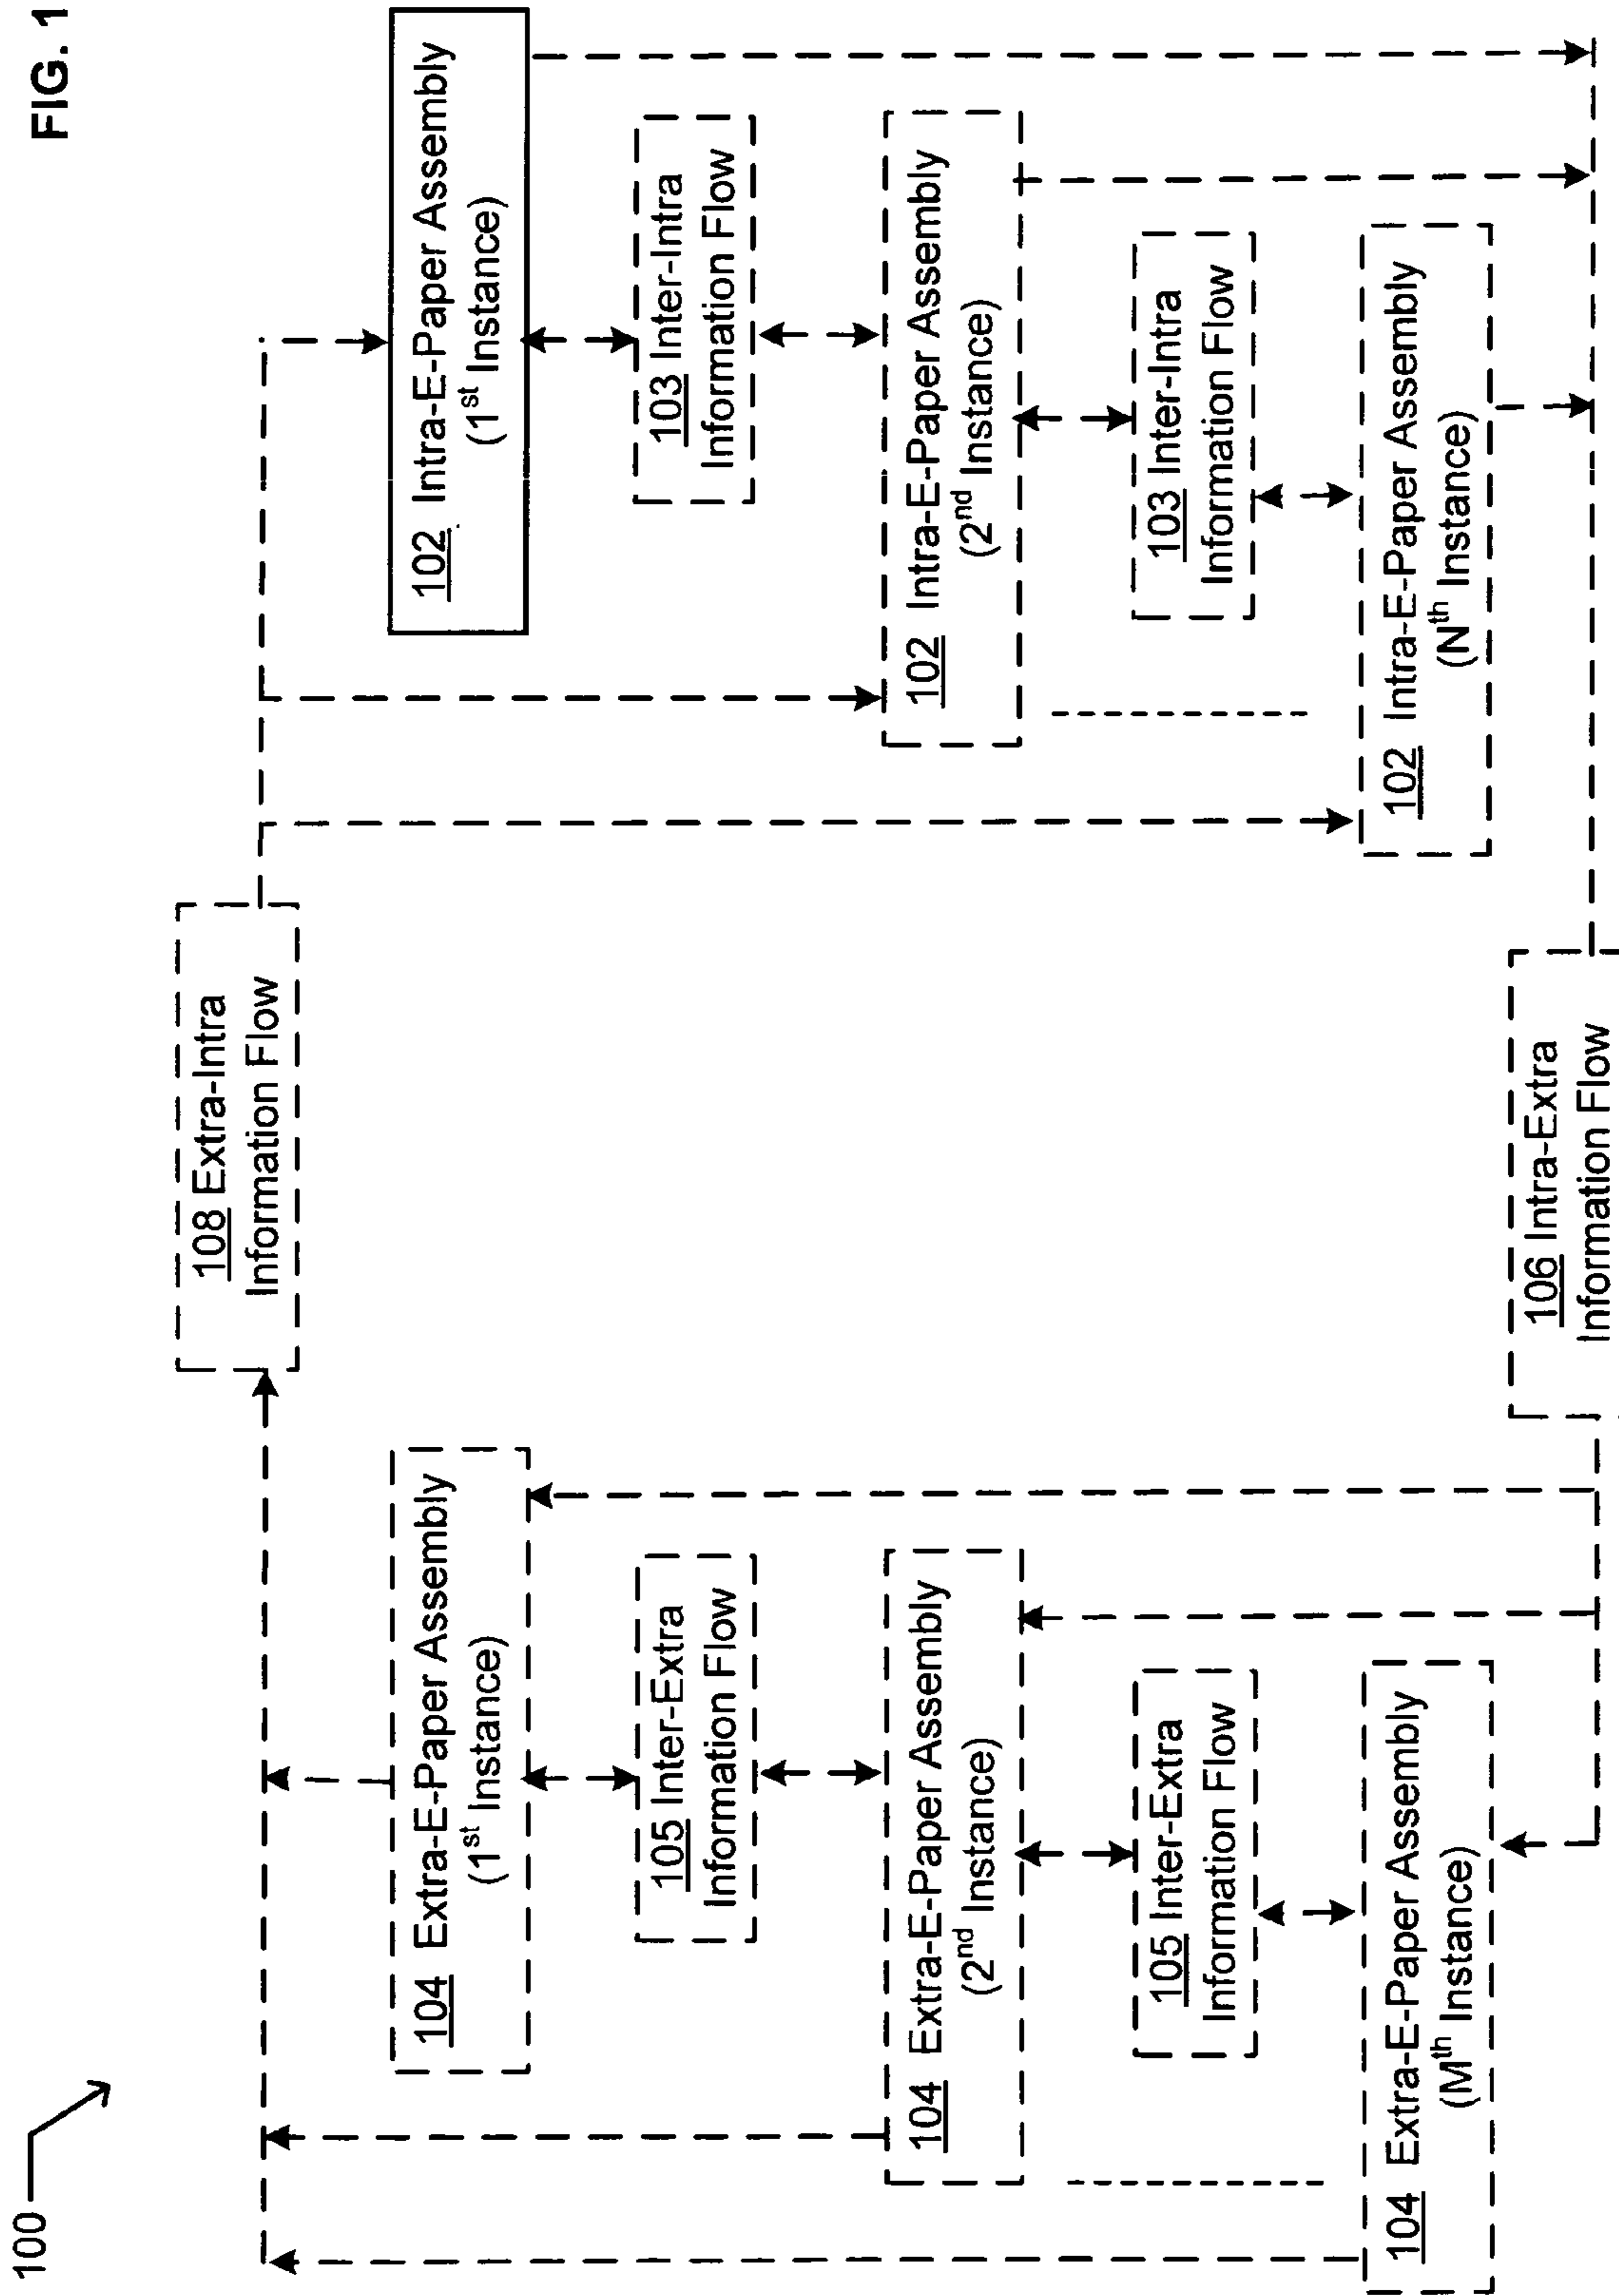 FIG. 1
100
108 Extra-Intra
Information Flow
104 Extra-E-Paper Assembly
(1st Instance)
102 Intra-E-Paper Assembly
(1st Instance)
105 Inter-Extra
Information Flow
103 Inter-Intra
Information Flow
104 Extra-E-Paper Assembly
(2nd Instance)
102 Intra-E-Paper Assembly
(2nd Instance)
105 Inter-Extra
Information Flow
103 Inter-Intra
Information Flow
104 Extra-E-Paper Assembly
(Mth Instance)
102 Intra-E-Paper Assembly
(Nth Instance)
106 Intra-Extra
Information Flow